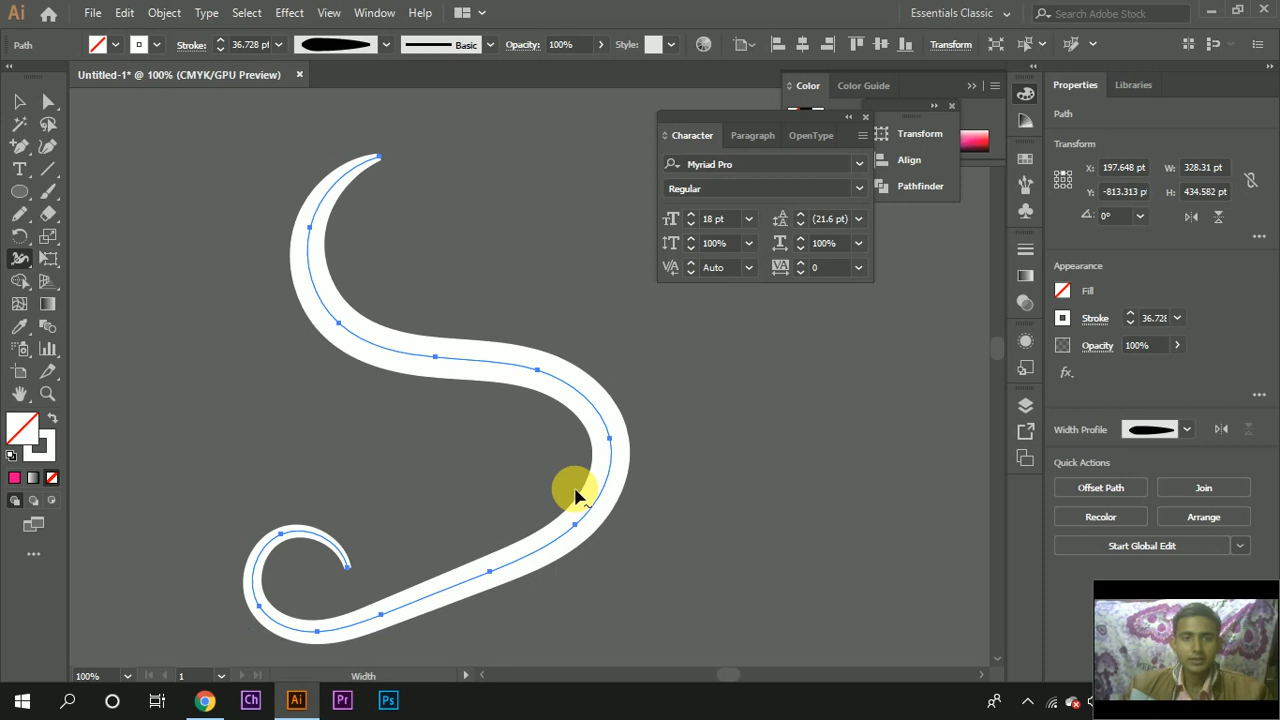 Ai File Edit Object Type Select Effect View Window Help Essentials Classic Search Adobe Stock
Path Stroke: 36.728 pt Basic Opacity: 100% Style: Transform
Untitled-1* @ 100% (CMYK/GPU Preview)
Color Color Guide
Properties Libraries
Character Paragraph OpenType
Transform
Align
Pathfinder
Myriad Pro
Regular
18 pt (21.6 pt)
100% 100%
Auto 0
Path
Transform
X: 197.648 pt W: 328.31 pt
Y: -813.313 pt H: 434.582 pt
0°
Appearance
Fill
Stroke 36.728
Opacity 100%
fx
Width Profile
Quick Actions
Offset Path Join
Recolor Arrange
Start Global Edit
100% 1 Width
Ch Ai Pr Ps